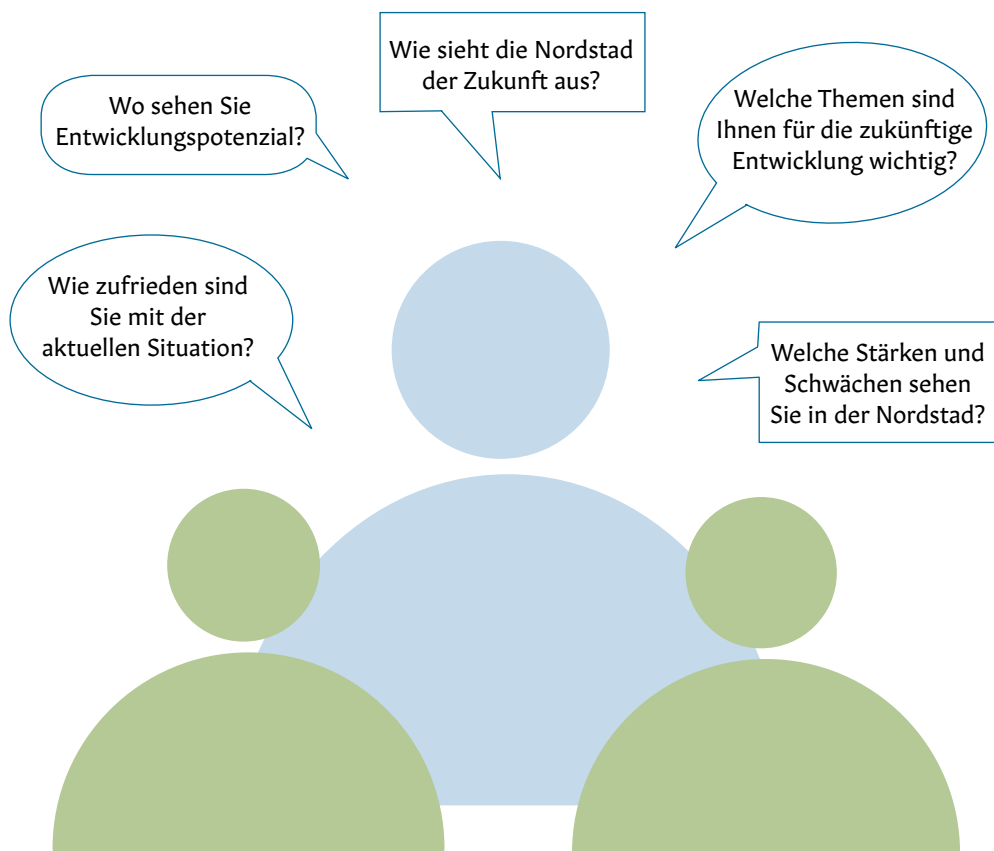 Wie sieht die Nordstad
der Zukunft aus?
Wo sehen Sie
Entwicklungspotenzial?
Welche Themen sind
Ihnen für die zukünftige
Entwicklung wichtig?
Wie zufrieden sind
Sie mit der
aktuellen Situation?
Welche Stärken und
Schwächen sehen
Sie in der Nordstad?